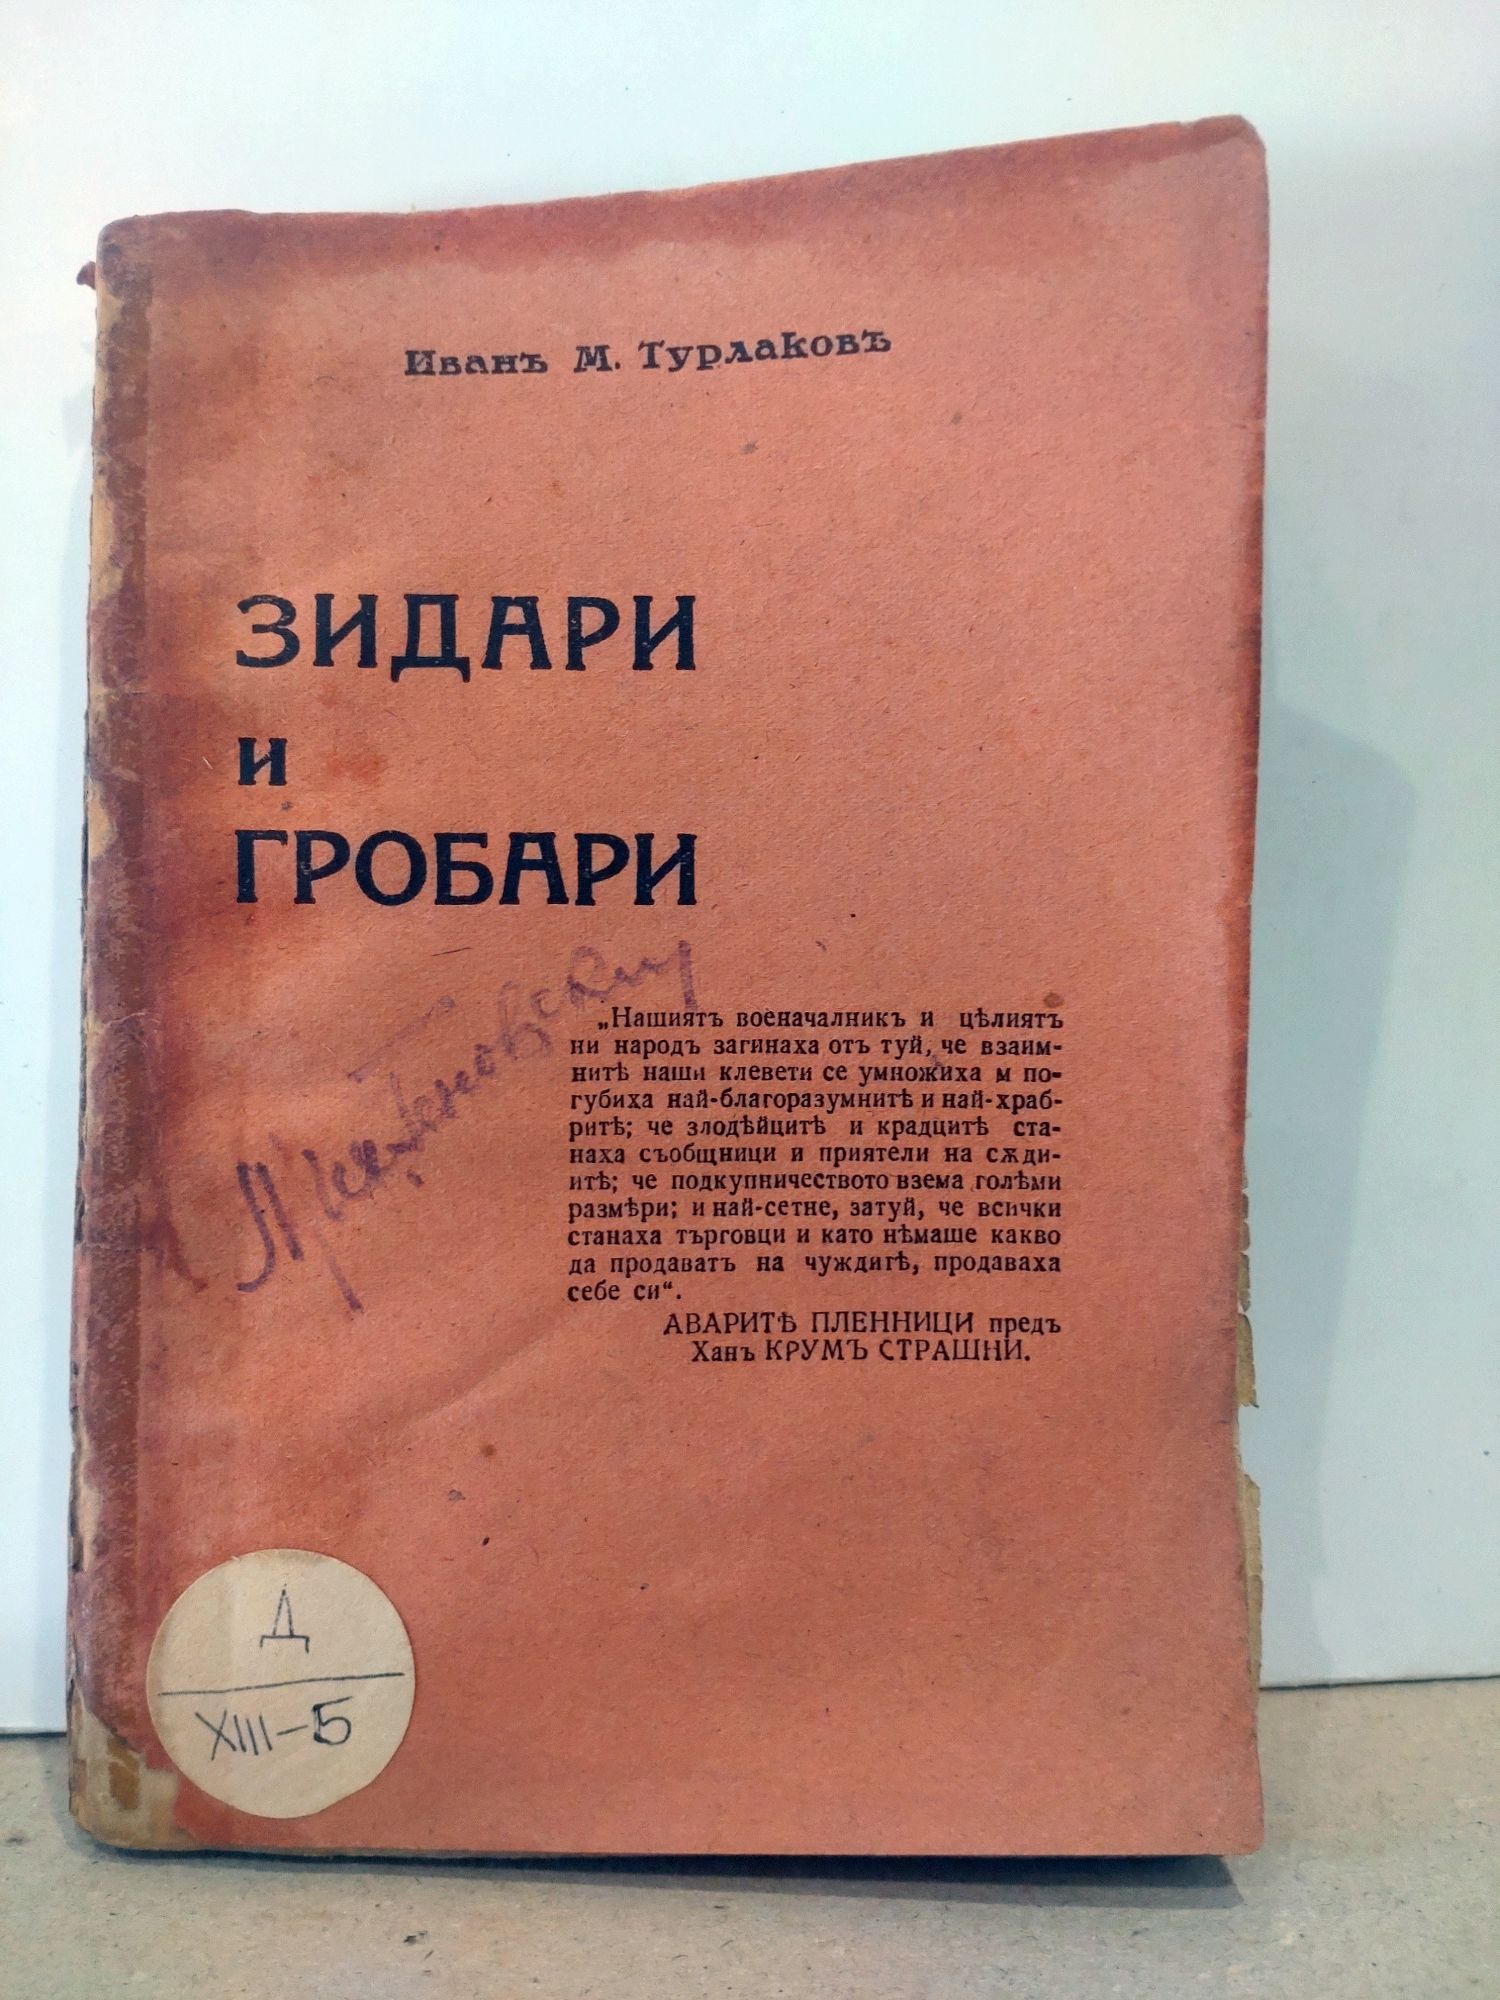 Иванъ М. Турлаковъ
ЗИДАРИ
и
ГРОБАРИ
„Нашиятъ военачалникъ и цѣлиятъ
ни народъ загинаха отъ туй, че взаим-
нитѣ наши клевети се умножиха м по-
губиха най-благоразумнитѣ и най-храб-
ритѣ; че злодѣйцитѣ и крадцитѣ ста-
наха съобщници и приятели на сѫди-
итѣ; че подкупничеството взема голѣми
размѣри; и най-сетне, затуй, че всички
станаха търговци и като нѣмаше какво
да продаватъ на чуждигѣ, продаваха
себе си“.
АВАРИТѢ ПЛЕННИЦИ предъ
Ханъ КРУМЪ СТРАШНИ.
Д
XIII-Б